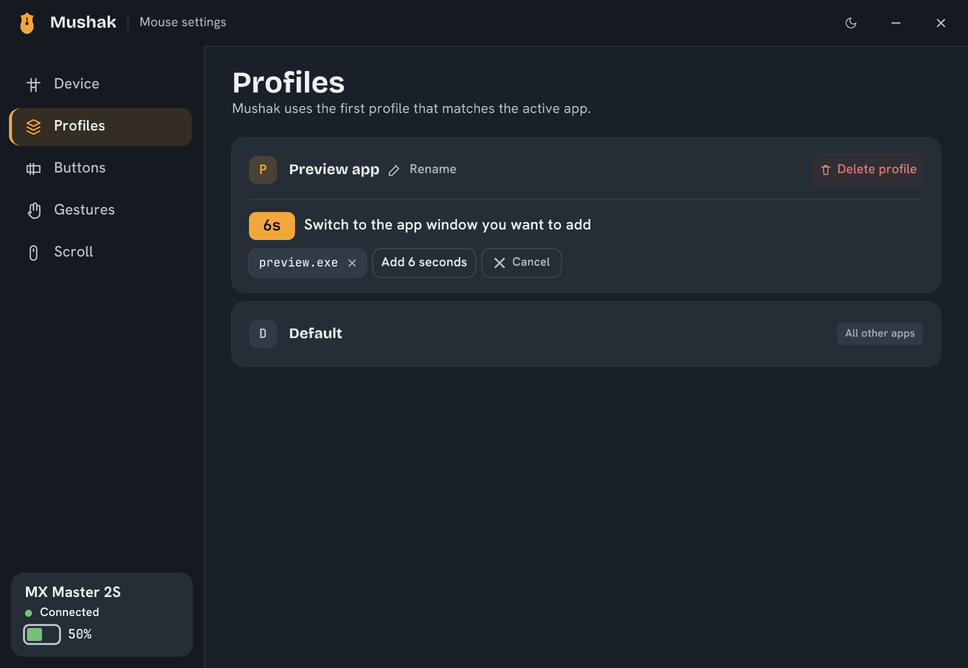 Mushak | Mouse settings
Device
Profiles
Buttons
Gestures
Scroll
MX Master 2S
Connected
50%
Profiles
Mushak uses the first profile that matches the active app.
P Preview app Rename Delete profile
6s Switch to the app window you want to add
preview.exe × Add 6 seconds Cancel
D Default All other apps